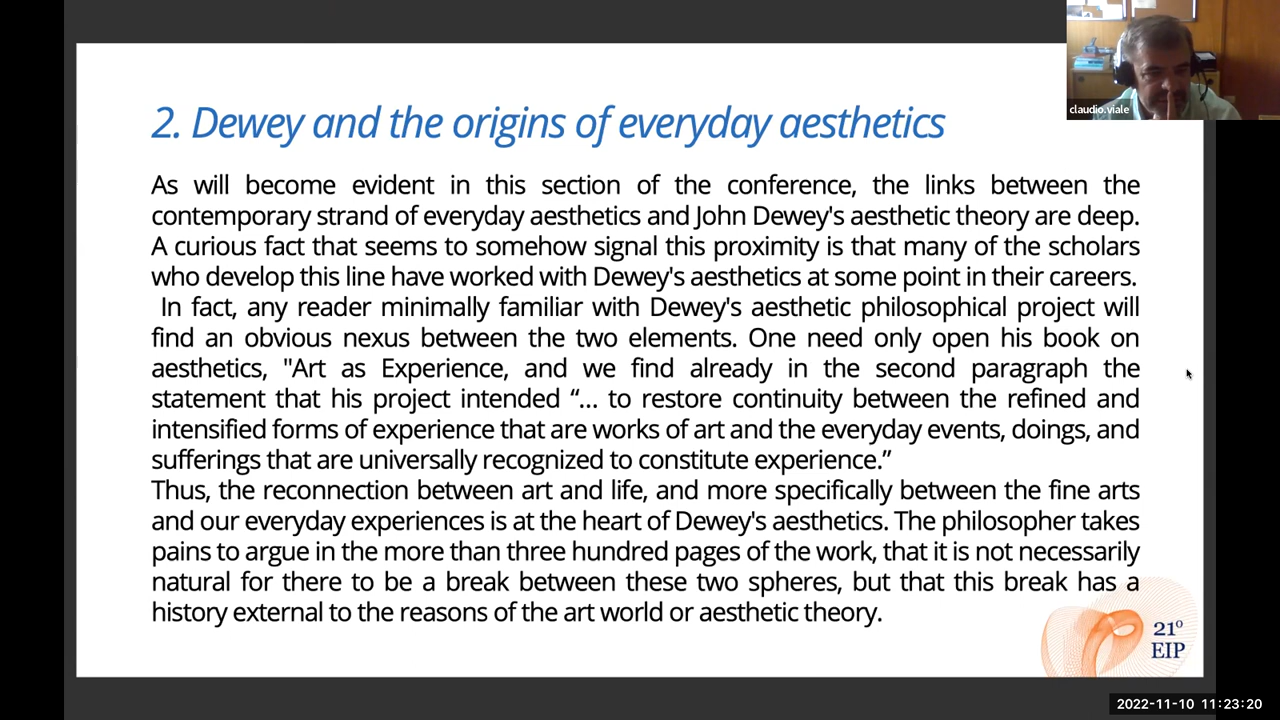 claudio.viale
2. Dewey and the origins of everyday aesthetics
As will become evident in this section of the conference, the links between the
contemporary strand of everyday aesthetics and John Dewey's aesthetic theory are deep.
A curious fact that seems to somehow signal this proximity is that many of the scholars
who develop this line have worked with Dewey's aesthetics at some point in their careers.
In fact, any reader minimally familiar with Dewey's aesthetic philosophical project will
find an obvious nexus between the two elements. One need only open his book on
aesthetics, "Art as Experience, and we find already in the second paragraph the
statement that his project intended “... to restore continuity between the refined and
intensified forms of experience that are works of art and the everyday events, doings, and
sufferings that are universally recognized to constitute experience.”
Thus, the reconnection between art and life, and more specifically between the fine arts
and our everyday experiences is at the heart of Dewey's aesthetics. The philosopher takes
pains to argue in the more than three hundred pages of the work, that it is not necessarily
natural for there to be a break between these two spheres, but that this break has a
history external to the reasons of the art world or aesthetic theory.
21º
EIP
2022-11-10 11:23:20